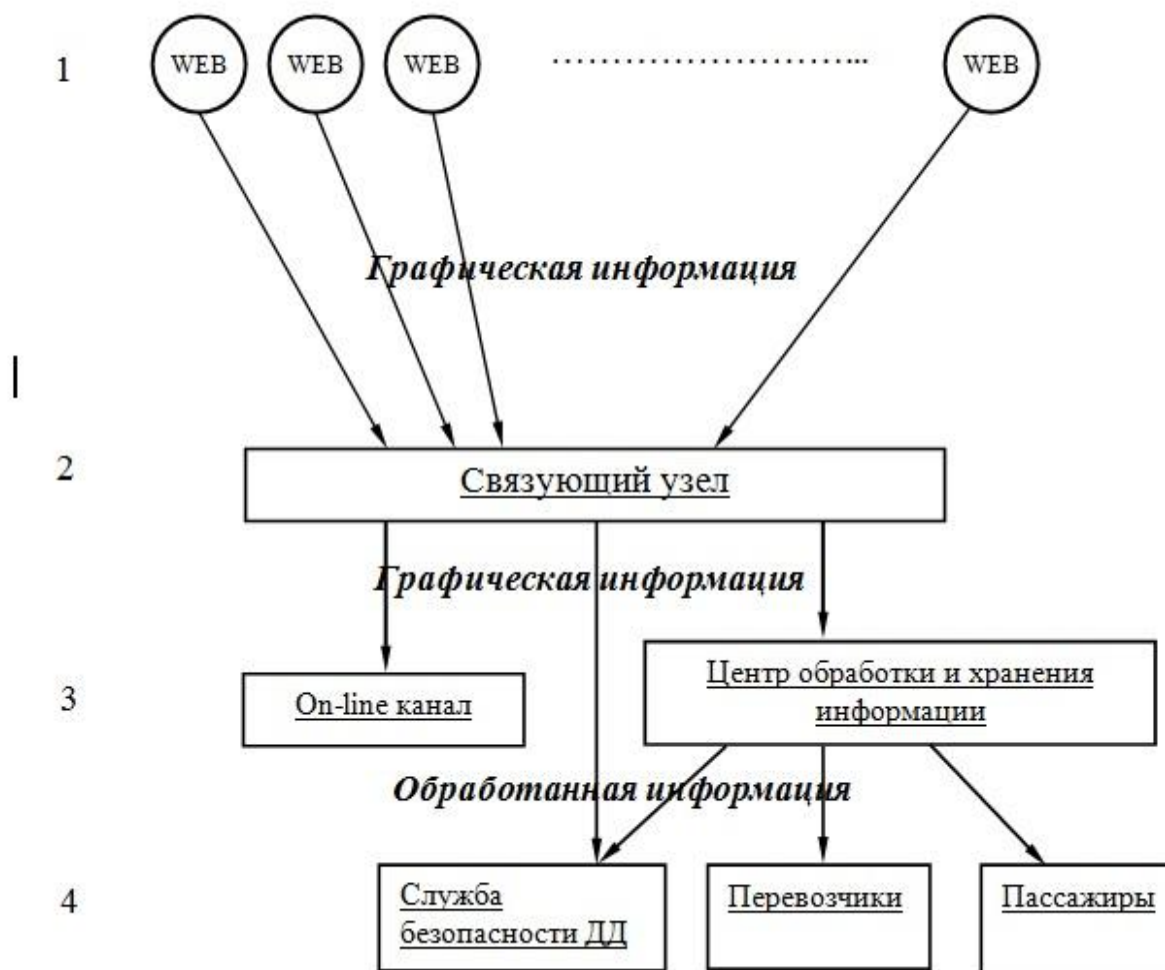 1
WEB
WEB
WEB
...............................
WEB
Графическая информация
2
Связующий узел
Графическая информация
3
On-line канал
Центр обработки и хранения
информации
Обработанная информация
4
Служба
безопасности ДД
Перевозчики
Пассажиры